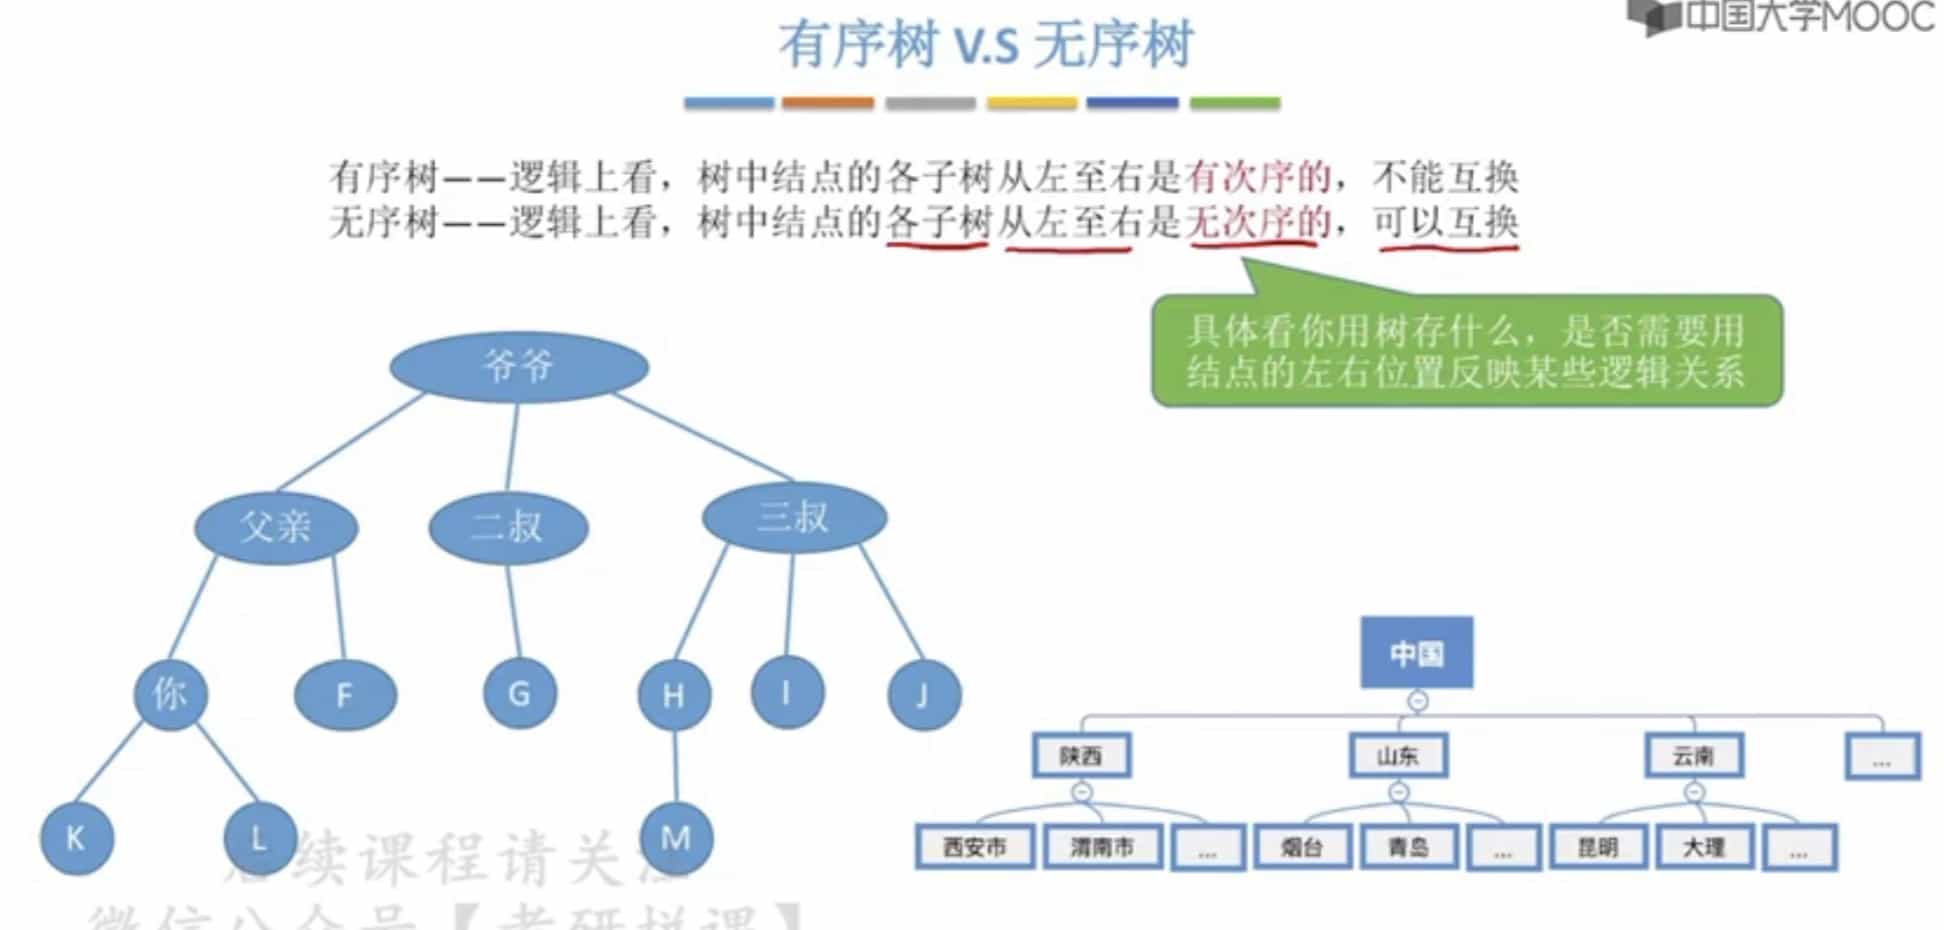 中国大学MOOC
有序树 V.S 无序树
有序树——逻辑上看，树中结点的各子树从左至右是有次序的，不能互换
无序树——逻辑上看，树中结点的各子树从左至右是无次序的，可以互换
具体看你用树存什么，是否需要用
结点的左右位置反映某些逻辑关系
爷爷
父亲
二叔
三叔
你
F
G
H
I
J
K
L
M
中国
陕西
山东
云南
...
西安市
渭南市
...
烟台
青岛
...
昆明
大理
...
后续课程请关注
微信公众号【考研拼课】